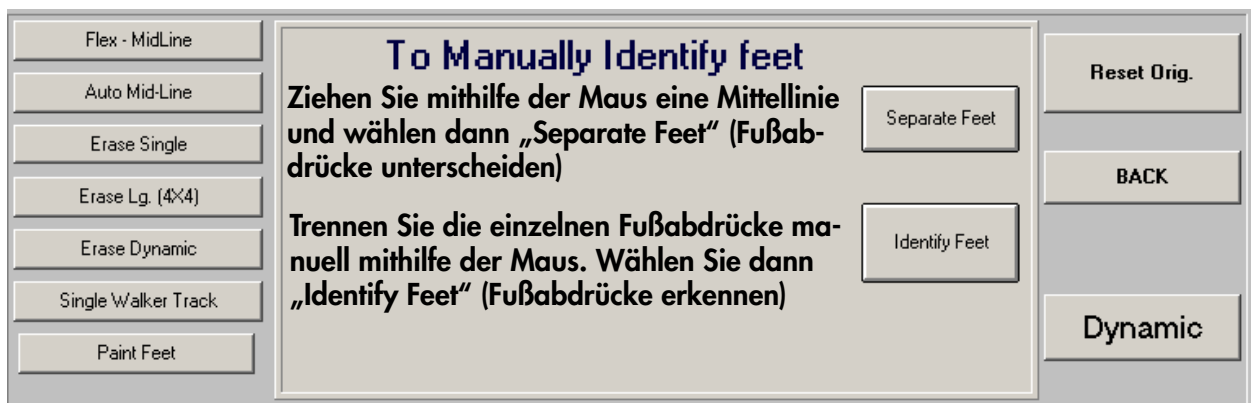 Flex - MidLine
Auto Mid-Line
Erase Single
Erase Lg. (4X4)
Erase Dynamic
Single Walker Track
Paint Feet
To Manually Identify feet
Ziehen Sie mithilfe der Maus eine Mittellinie
und wählen dann „Separate Feet“ (Fußab-
drücke unterscheiden)
Trennen Sie die einzelnen Fußabdrücke ma-
nuell mithilfe der Maus. Wählen Sie dann
„Identify Feet“ (Fußabdrücke erkennen)
Separate Feet
Identify Feet
Reset Orig.
BACK
Dynamic